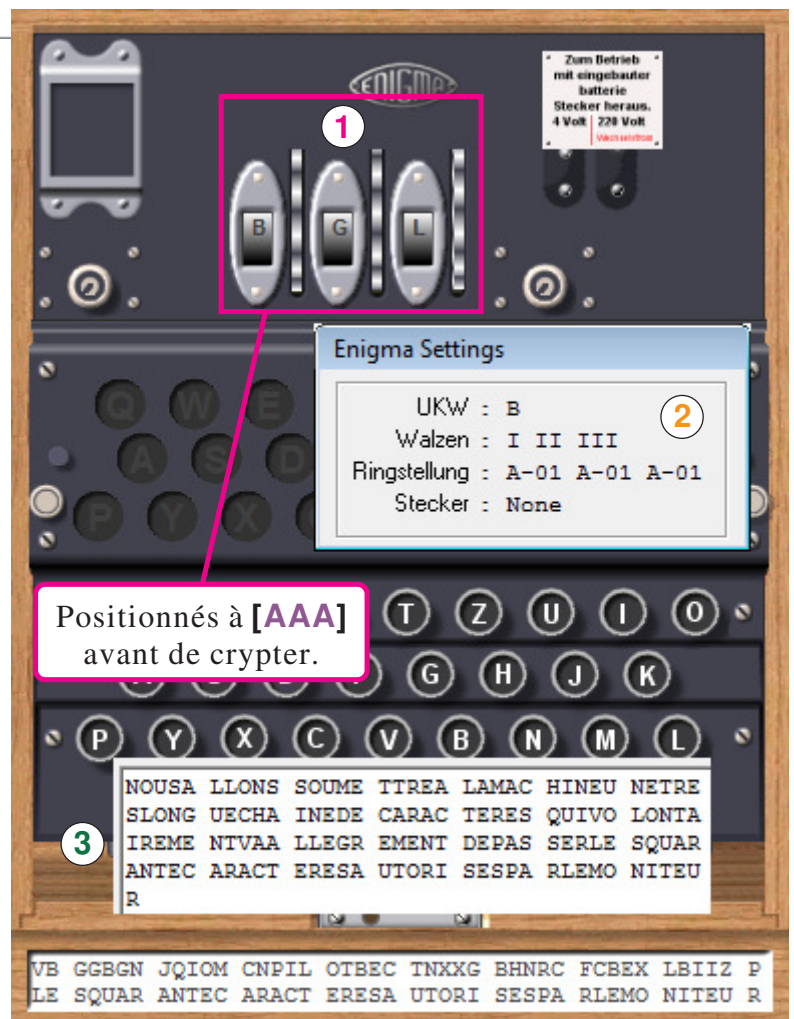 ENIGMA
Zum Betrieb
mit eingebauter
batterie
Stecker heraus.
4 Volt 220 Volt
Wechselstrom
1
B G L
Enigma Settings
UKW : B
2
Walzen : I II III
Ringstellung : A-01 A-01 A-01
Stecker : None
Q W E
A S D
P Y X
Positionnés à [AAA]
avant de crypter.
T Z U I O
G H J K
P Y X C V B N M L
NOUSA LLONS SOUME TTREA LAMAC HINEU NETRE
SLONG UECHA INEDE CARAC TERES QUIVO LONTA
3
IREME NTVAA LLEGR EMENT DEPAS SERLE SQUAR
ANTEC ARACT ERESA UTORI SESPA RLEMO NITEU
R
VB GGBGN JQIOM CNPIL OTBEC TNXXG BHNRC FCBEX LBIIZ P
LE SQUAR ANTEC ARACT ERESA UTORI SESPA RLEMO NITEU R